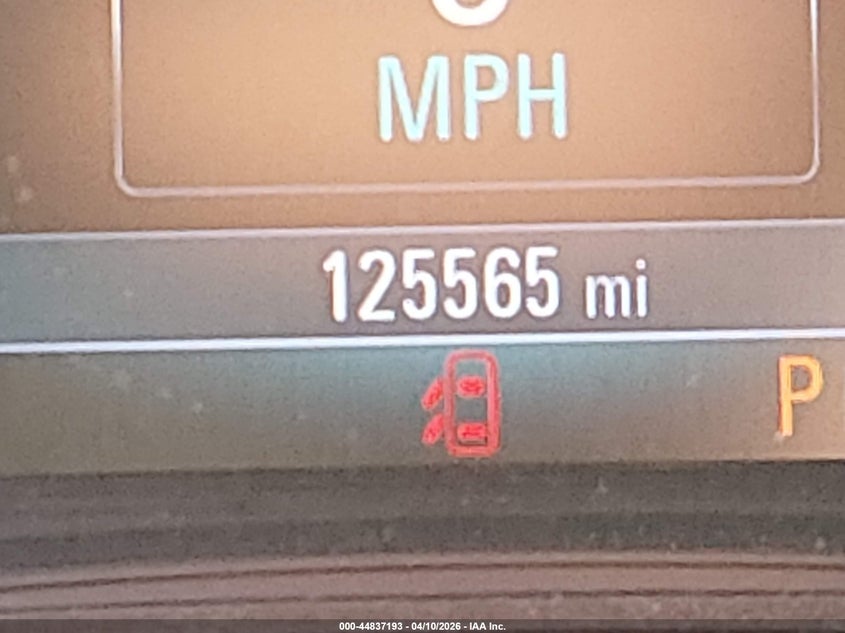 MPH
125565 mi
P
000-44837193 - 04/10/2026 - IAA Inc.